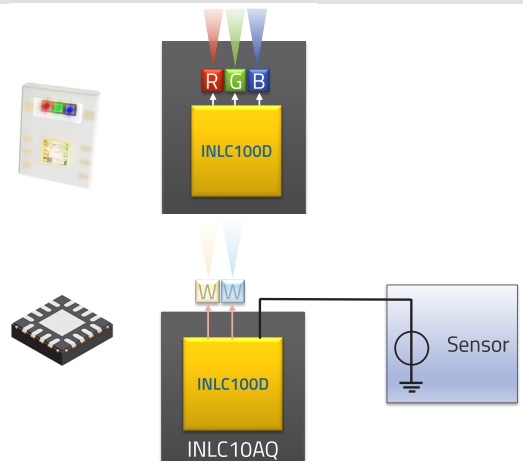 R G B
INLC100D
W W
INLC100D
Sensor
INLC10AQ